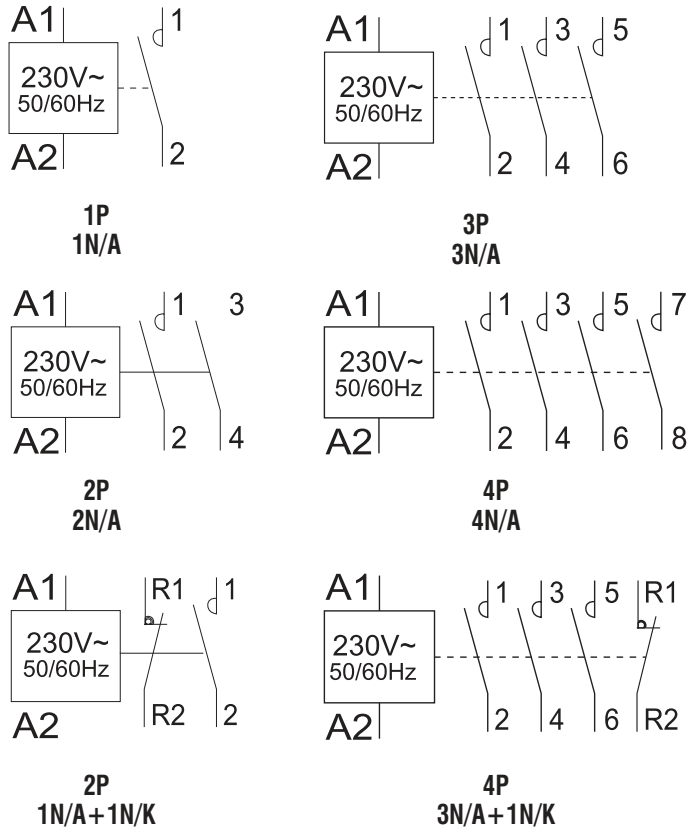 A1 1
230V~
50/60Hz
A2 2
1P
1N/A
A1 1 3 5
230V~
50/60Hz
A2 2 4 6
3P
3N/A
A1 1 3
230V~
50/60Hz
A2 2 4
2P
2N/A
A1 1 3 5 7
230V~
50/60Hz
A2 2 4 6 8
4P
4N/A
A1 R1 1
230V~
50/60Hz
A2 R2 2
2P
1N/A+1N/K
A1 1 3 5 R1
230V~
50/60Hz
A2 2 4 6 R2
4P
3N/A+1N/K